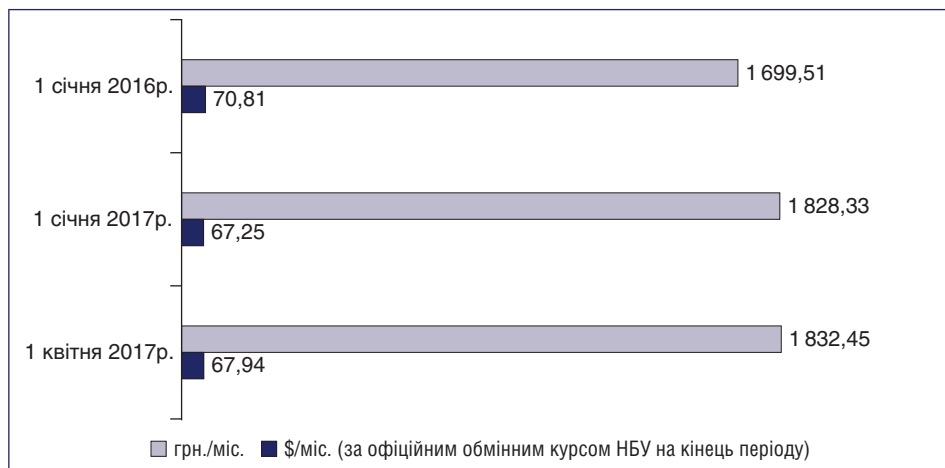 1 січня 2016р.
1 699,51
70,81
1 січня 2017р.
1 828,33
67,25
1 квітня 2017р.
1 832,45
67,94
грн./міс. $/міс. (за офіційним обмінним курсом НБУ на кінець періоду)